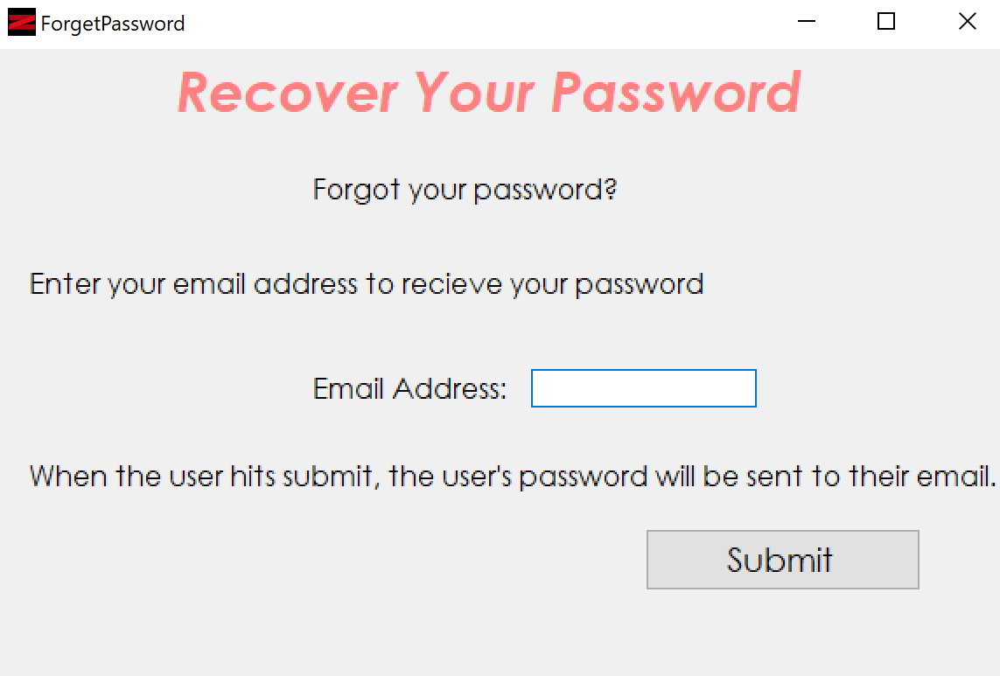 ForgetPassword
Recover Your Password
Forgot your password?
Enter your email address to recieve your password
Email Address:
When the user hits submit, the user's password will be sent to their email.
Submit